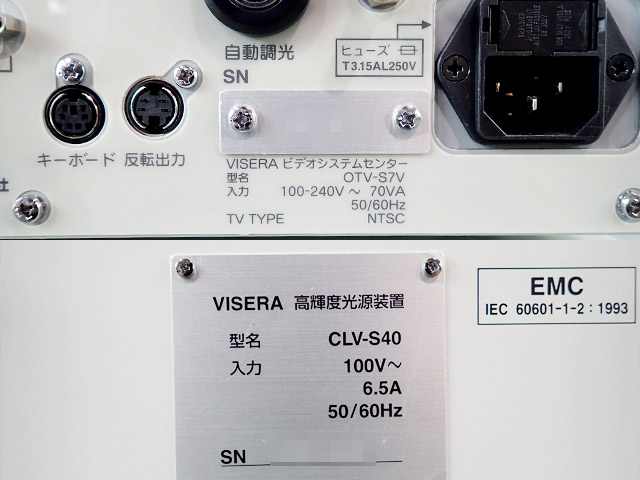 自動調光
ヒューズ
T3.15AL250V
SN
キーボード 反転出力
VISERA ビデオシステムセンター
型名 OTV-S7V
入力 100-240V ～ 70VA
50/60Hz
TV TYPE NTSC
社
VISERA 高輝度光源装置
型名 CLV-S40
入力 100V～
6.5A
50/60Hz
SN
EMC
IEC 60601-1-2 : 1993